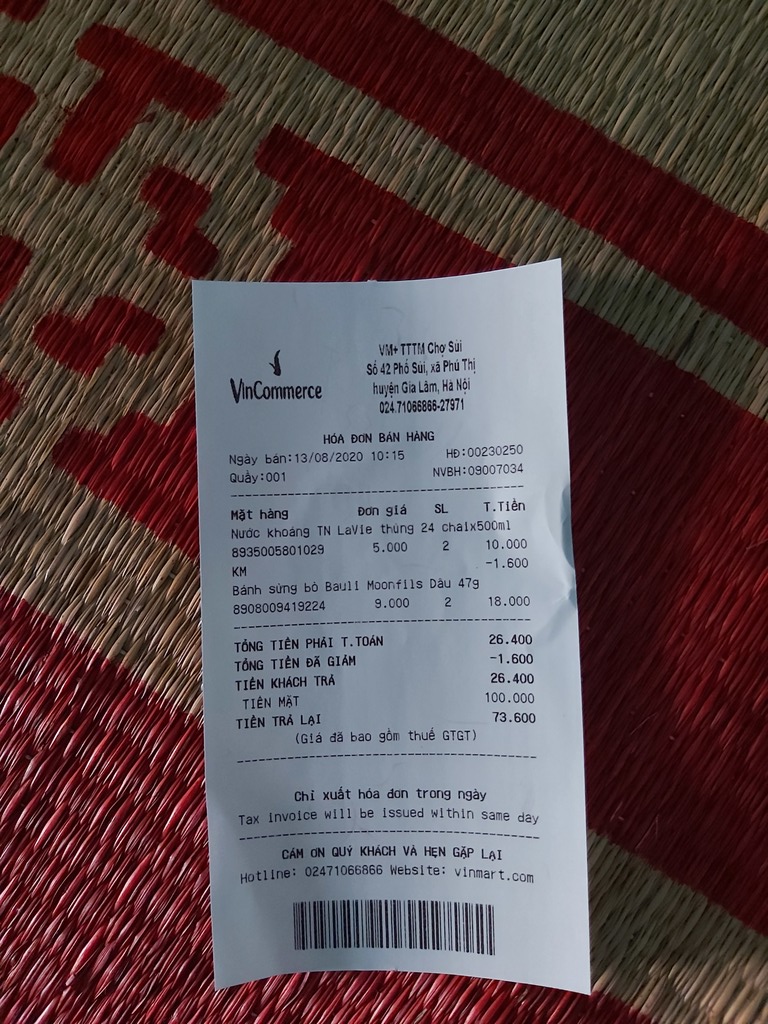 VinCommerce
VM+ TTTM Chợ Sủi
Số 42 Phố Sủi, xã Phú Thị
huyện Gia Lâm, Hà Nội
024.71066866-27971
HÓA ĐƠN BÁN HÀNG
Ngày bán:13/08/2020 10:15 HĐ:00230250
Quầy:001 NVBH:09007034
Mặt hàng Đơn giá SL T.Tiền
Nước khoáng TN LaVie thùng 24 chaix500ml
8935005801029 5.000 2 10.000
KM -1.600
Bánh sừng bò Bauli Moonfils Dâu 47g
8908009419224 9.000 2 18.000
TỔNG TIỀN PHẢI T.TOÁN 26.400
TỔNG TIỀN ĐÃ GIẢM -1.600
TIỀN KHÁCH TRẢ 26.400
TIỀN MẶT 100.000
TIỀN TRẢ LẠI 73.600
(Giá đã bao gồm thuế GTGT)
Chỉ xuất hóa đơn trong ngày
Tax invoice will be issued within same day
CẢM ƠN QUÝ KHÁCH VÀ HẸN GẶP LẠI
Hotline: 02471066866 Website: vinmart.com